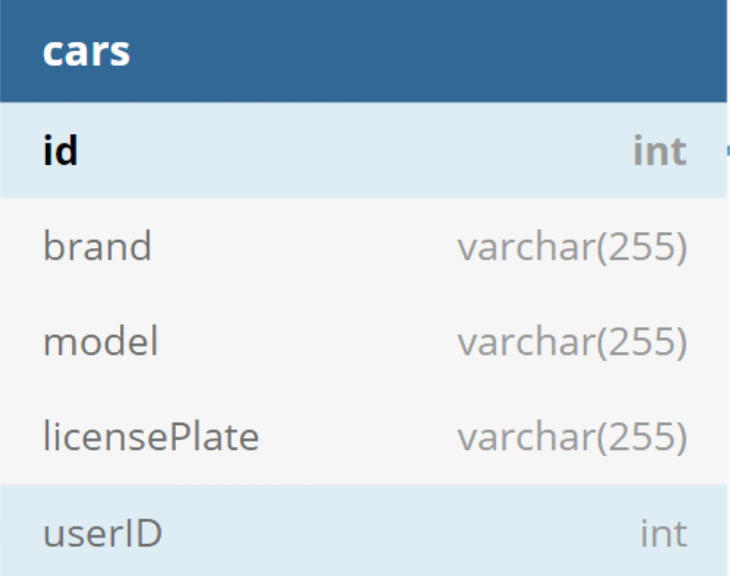 cars
id int
brand varchar(255)
model varchar(255)
licensePlate varchar(255)
userID int